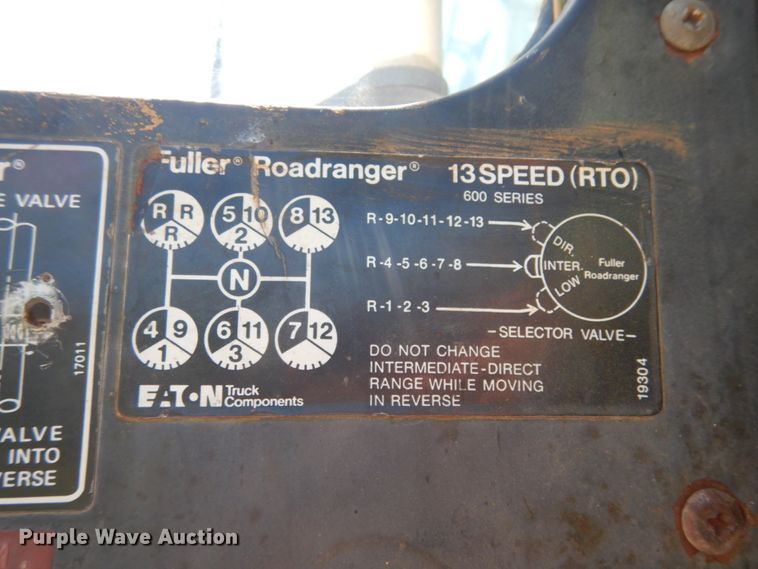 r®
E VALVE
17011
VALVE
INTO
VERSE
Fuller® Roadranger® 13 SPEED (RTO)
600 SERIES
R R R
5 10 2
8 13
N
4 9 1
6 11 3
7 12
R-9-10-11-12-13
R-4-5-6-7-8
R-1-2-3
DIR.
INTER.
LOW
Fuller
Roadranger
-SELECTOR VALVE-
DO NOT CHANGE
INTERMEDIATE-DIRECT
RANGE WHILE MOVING
IN REVERSE
19304
EATON Truck
Components
Purple Wave Auction